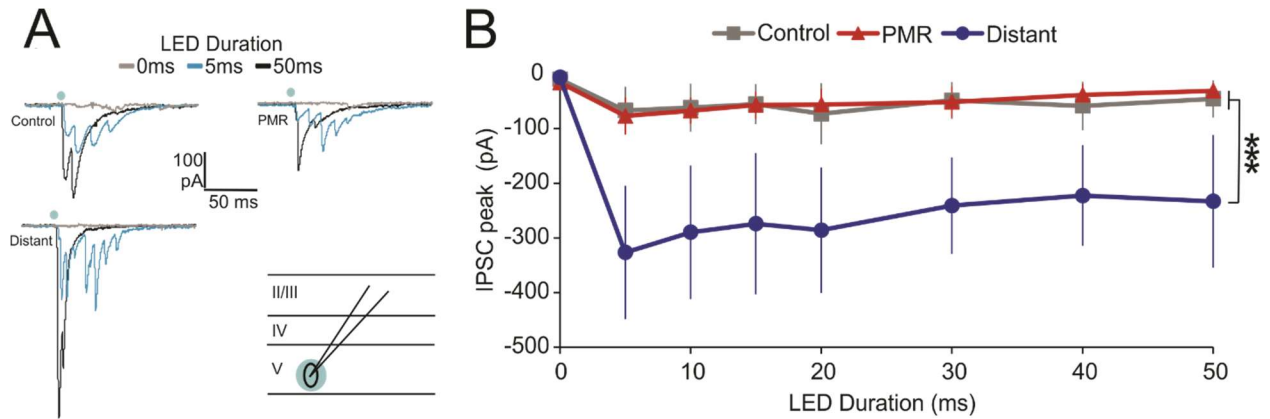 A
LED Duration
0ms 5ms 50ms
Control
PMR
100
pA
50 ms
Distant
II/III
IV
V
B
Control PMR Distant
0
-100
-200
-300
-400
-500
IPSC peak (pA)
***
0 10 20 30 40 50
LED Duration (ms)